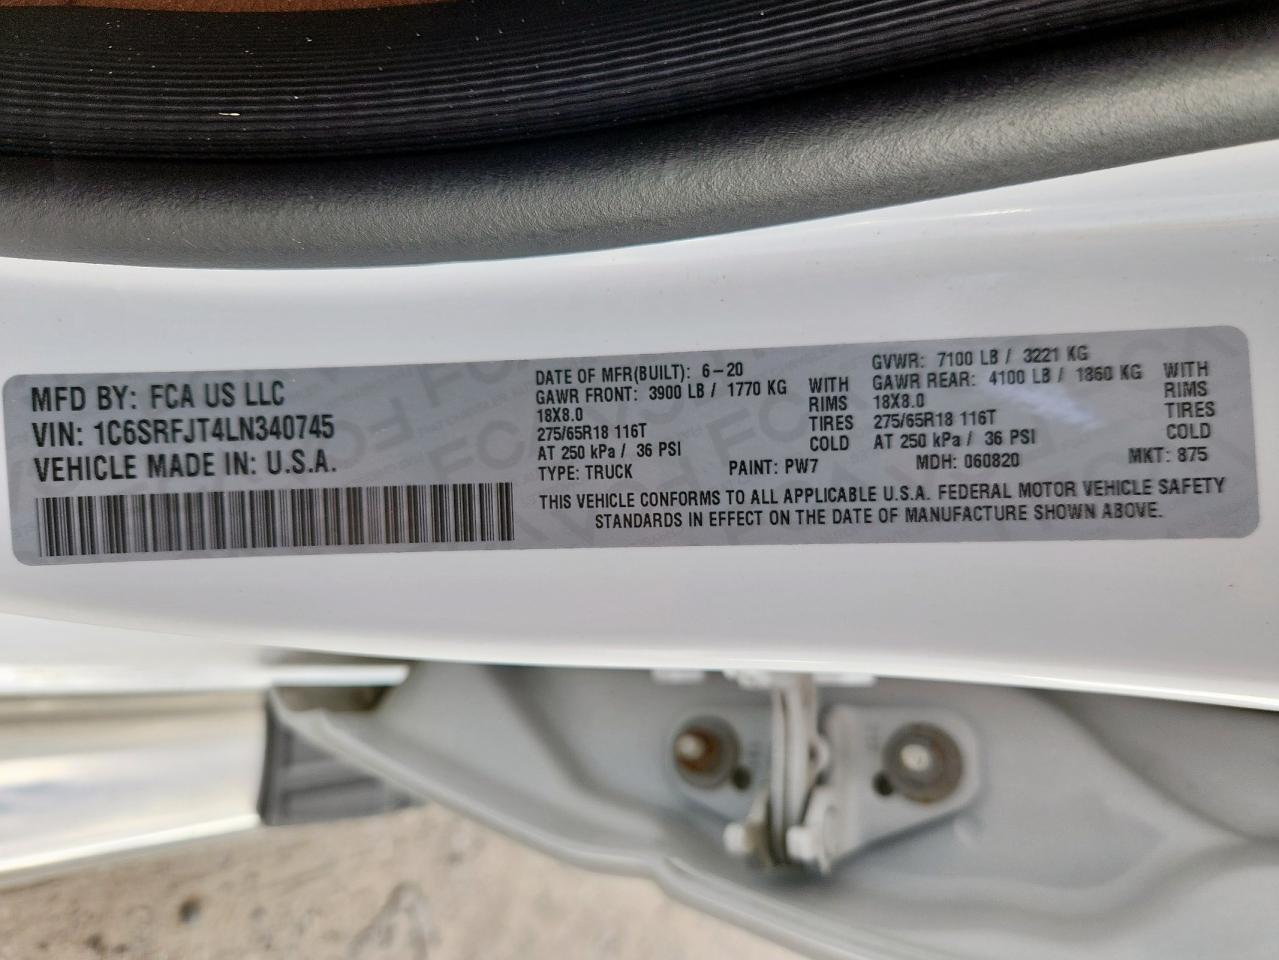 MFD BY: FCA US LLC
VIN: 1C6SRFJT4LN340745
VEHICLE MADE IN: U.S.A.
DATE OF MFR(BUILT): 6-20
GAWR FRONT: 3900 LB / 1770 KG WITH
18X8.0 RIMS
275/65R18 116T TIRES
AT 250 kPa / 36 PSI COLD
TYPE: TRUCK PAINT: PW7
GVWR: 7100 LB / 3221 KG
GAWR REAR: 4100 LB / 1860 KG WITH
18X8.0 RIMS
275/65R18 116T TIRES
AT 250 kPa / 36 PSI COLD
MDH: 060820 MKT: 875
THIS VEHICLE CONFORMS TO ALL APPLICABLE U.S.A. FEDERAL MOTOR VEHICLE SAFETY
STANDARDS IN EFFECT ON THE DATE OF MANUFACTURE SHOWN ABOVE.